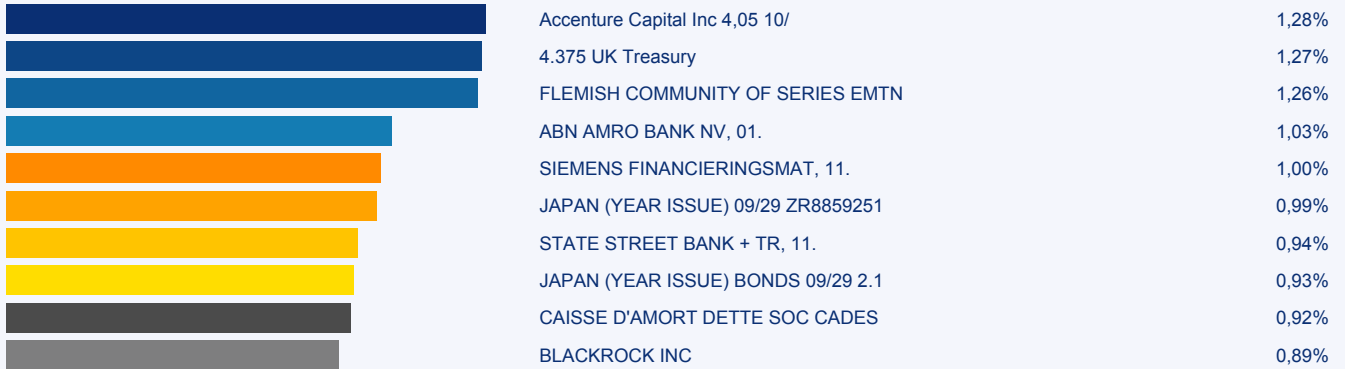 Accenture Capital Inc 4,05 10/ 1,28%
4.375 UK Treasury 1,27%
FLEMISH COMMUNITY OF SERIES EMTN 1,26%
ABN AMRO BANK NV, 01. 1,03%
SIEMENS FINANCIERINGSMAT, 11. 1,00%
JAPAN (YEAR ISSUE) 09/29 ZR8859251 0,99%
STATE STREET BANK + TR, 11. 0,94%
JAPAN (YEAR ISSUE) BONDS 09/29 2.1 0,93%
CAISSE D'AMORT DETTE SOC CADES 0,92%
BLACKROCK INC 0,89%